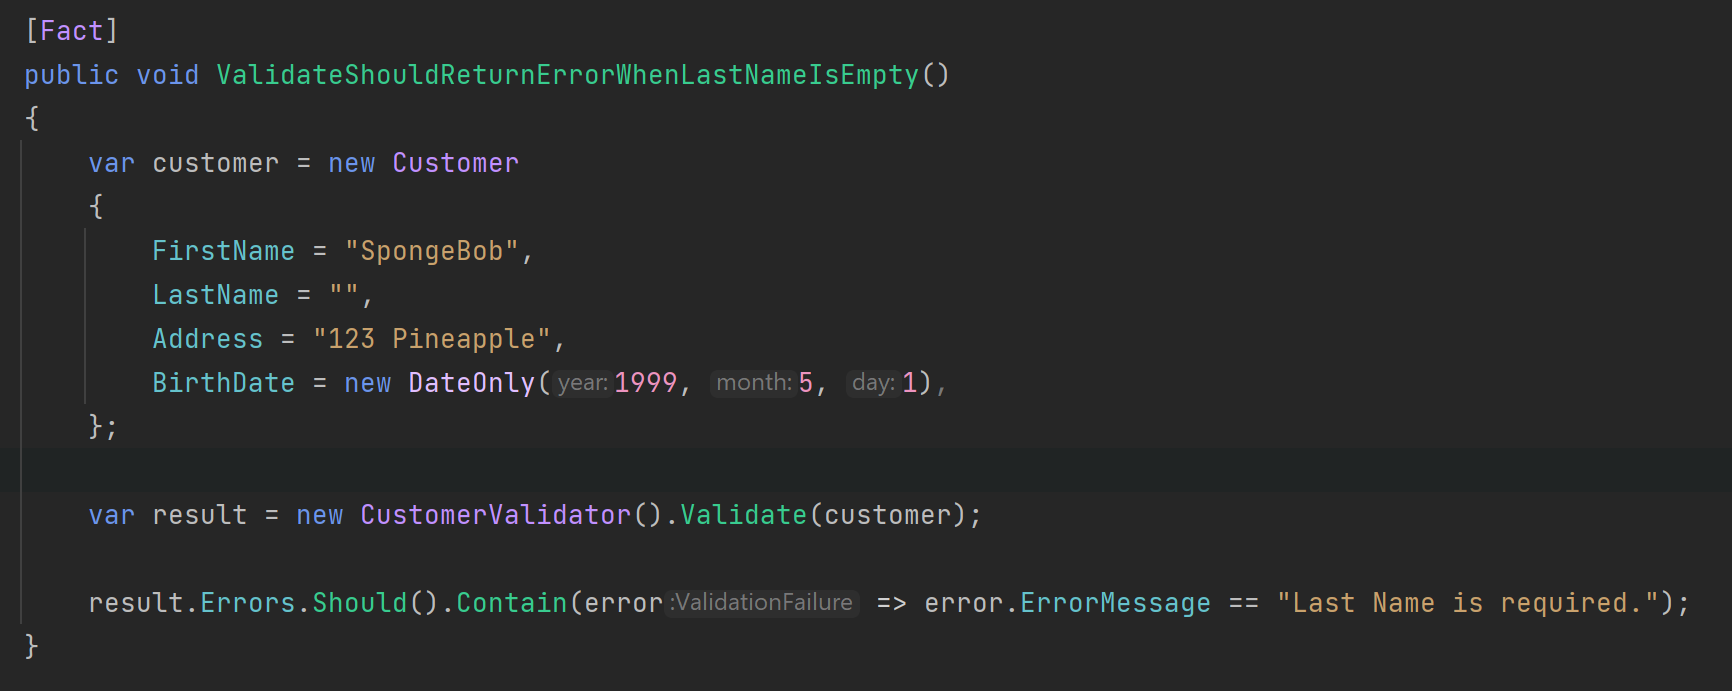 [Fact]
public void ValidateShouldReturnErrorWhenLastNameIsEmpty()
{
    var customer = new Customer
    {
        FirstName = "SpongeBob",
        LastName = "",
        Address = "123 Pineapple",
        BirthDate = new DateOnly(year:1999, month:5, day:1),
    };

    var result = new CustomerValidator().Validate(customer);

    result.Errors.Should().Contain(error:ValidationFailure => error.ErrorMessage == "Last Name is required.");
}